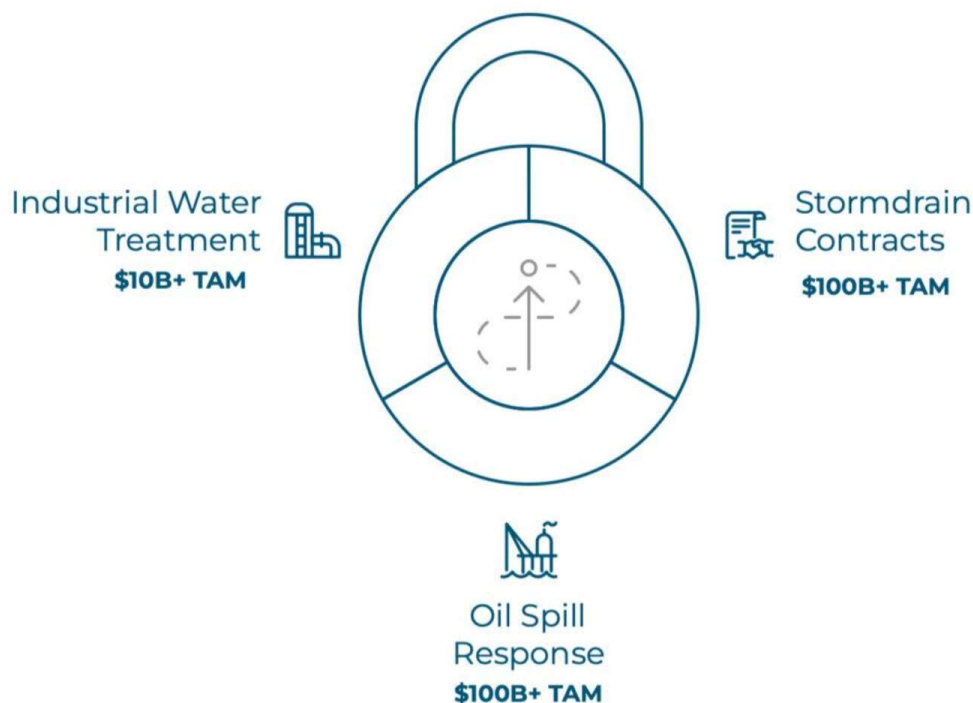 Industrial Water
Treatment
$10B+ TAM
Stormdrain
Contracts
$100B+ TAM
Oil Spill
Response
$100B+ TAM